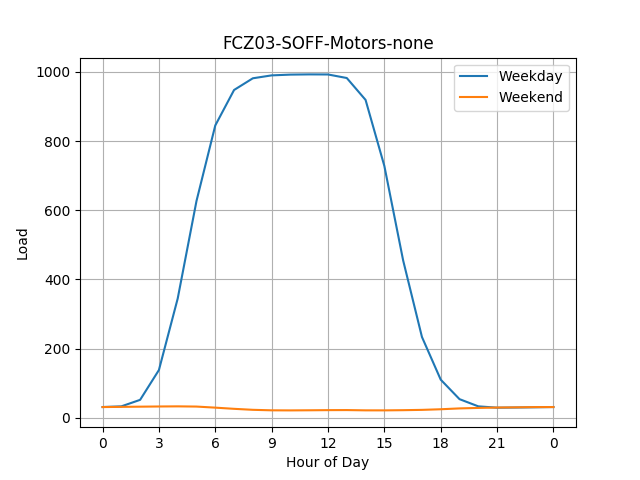 FCZ03-SOFF-Motors-none
Weekday
Weekend
1000
800
600
400
200
0
Load
0 3 6 9 12 15 18 21 0
Hour of Day